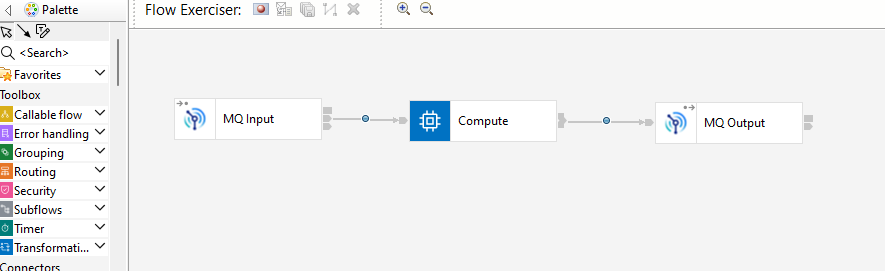 Palette
Flow Exerciser:
<Search>
Favorites
Toolbox
Callable flow
Error handling
Grouping
Routing
Security
Subflows
Timer
Transformati...
Connectors
MQ Input
Compute
MQ Output